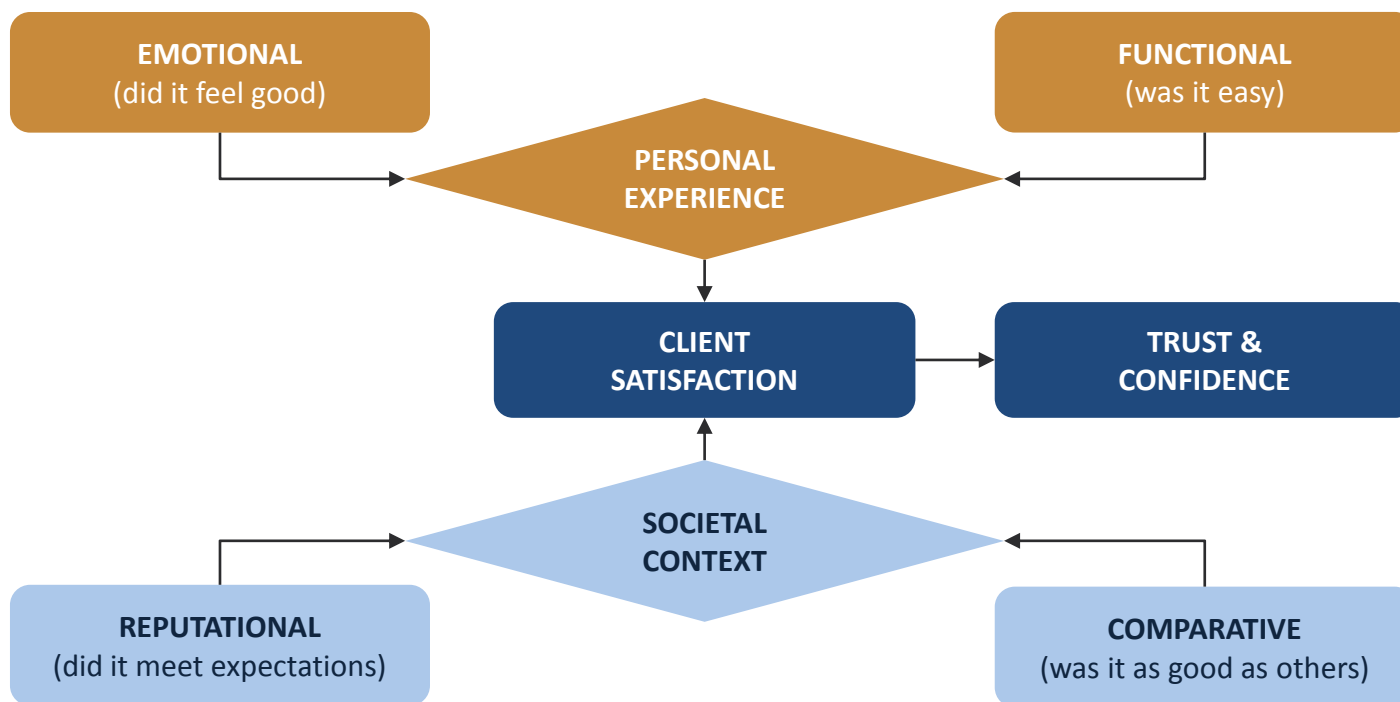 EMOTIONAL
(did it feel good)
FUNCTIONAL
(was it easy)
PERSONAL
EXPERIENCE
CLIENT
SATISFACTION
TRUST &
CONFIDENCE
SOCIETAL
CONTEXT
REPUTATIONAL
(did it meet expectations)
COMPARATIVE
(was it as good as others)